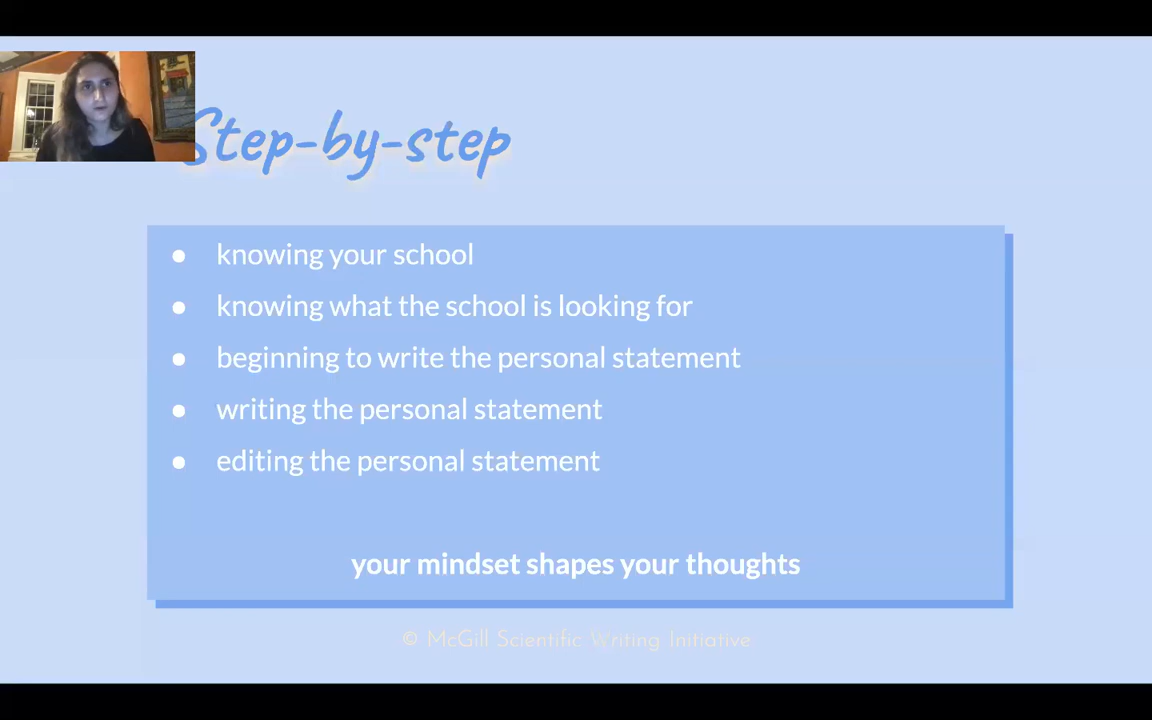 Step-by-step
● knowing your school
● knowing what the school is looking for
● beginning to write the personal statement
● writing the personal statement
● editing the personal statement
your mindset shapes your thoughts
© McGill Scientific Writing Initiative